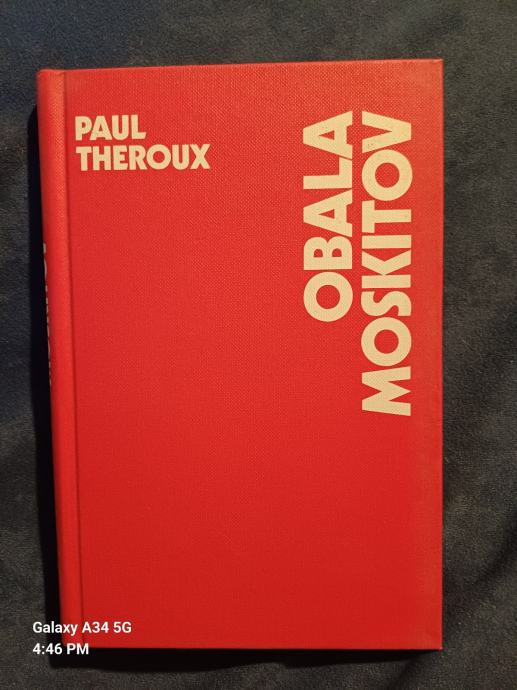 PAUL
THEROUX
OBALA
MOSKITOV
Galaxy A34 5G
4:46 PM